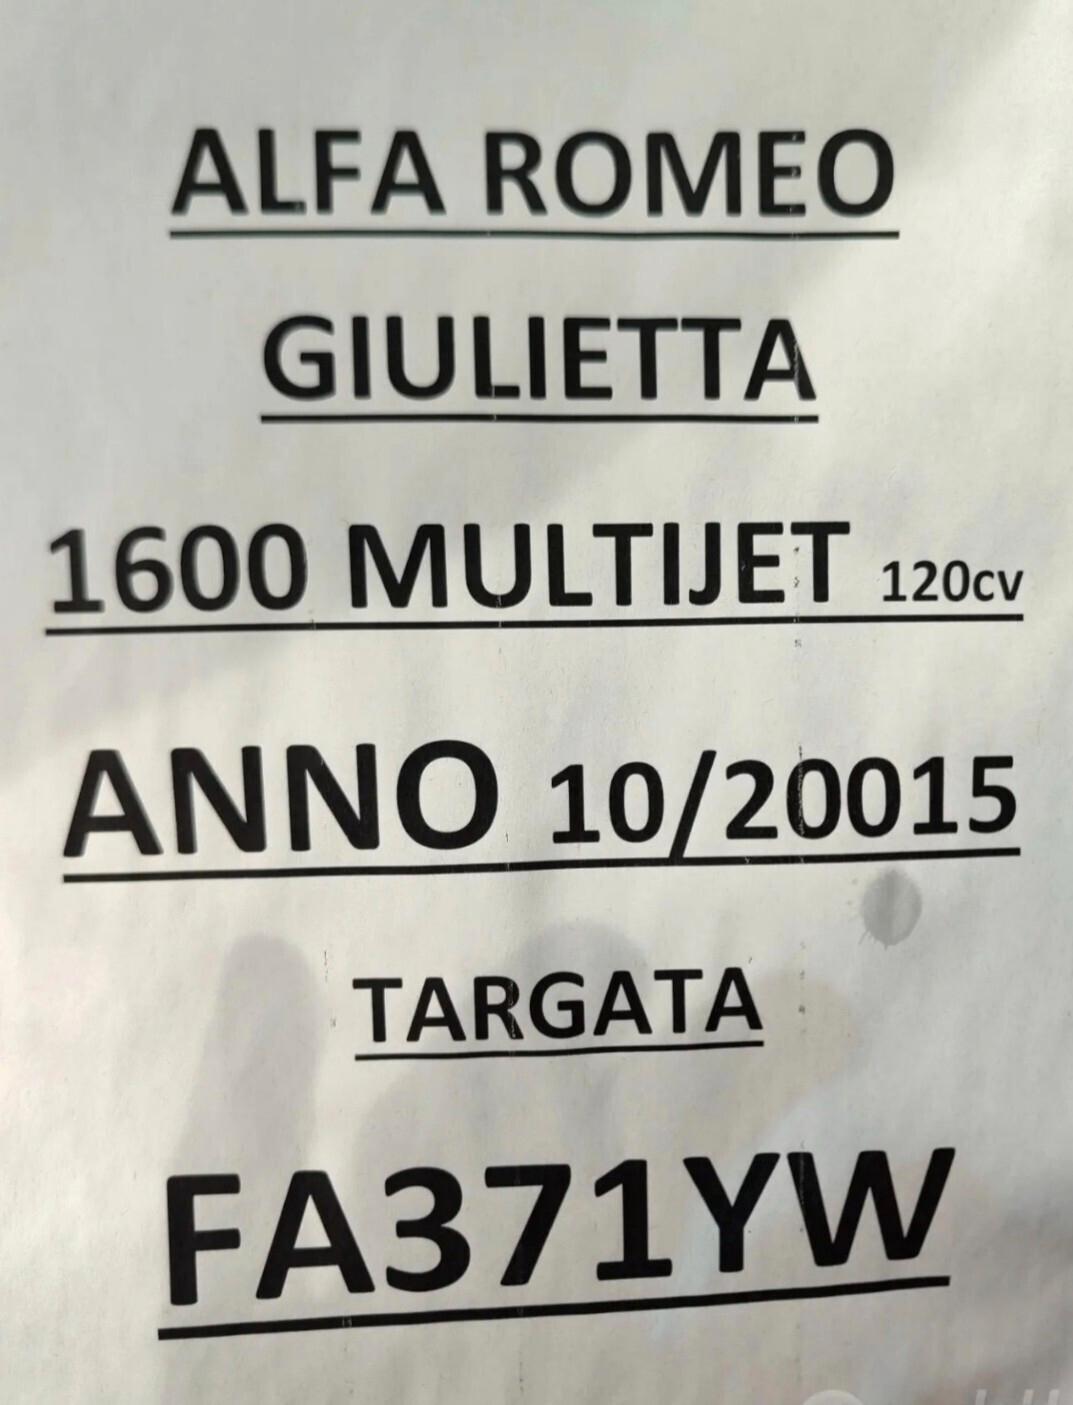 ALFA ROMEO
GIULIETTA
1600 MULTIJET 120cv
ANNO 10/20015
TARGATA
FA371YW